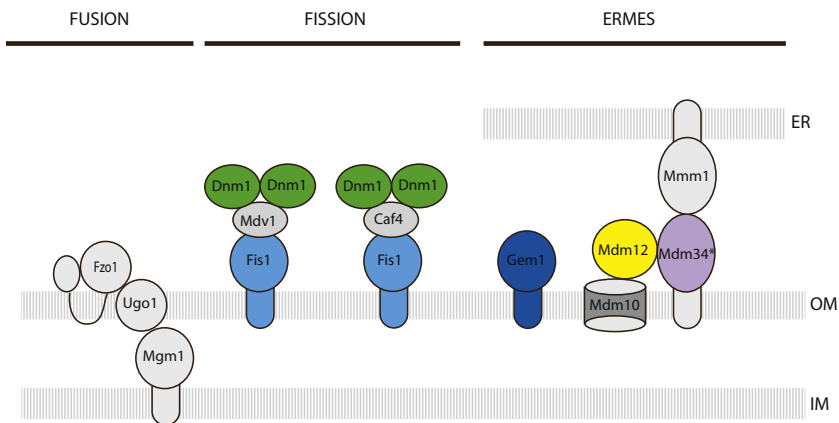 FUSION
FISSION
ERMES
ER
Mmm1
Dnm1
Dnm1
Dnm1
Dnm1
Mdv1
Caf4
Fzo1
Fis1
Fis1
Gem1
Mdm12
Mdm34*
Ugo1
Mdm10
OM
Mgm1
IM